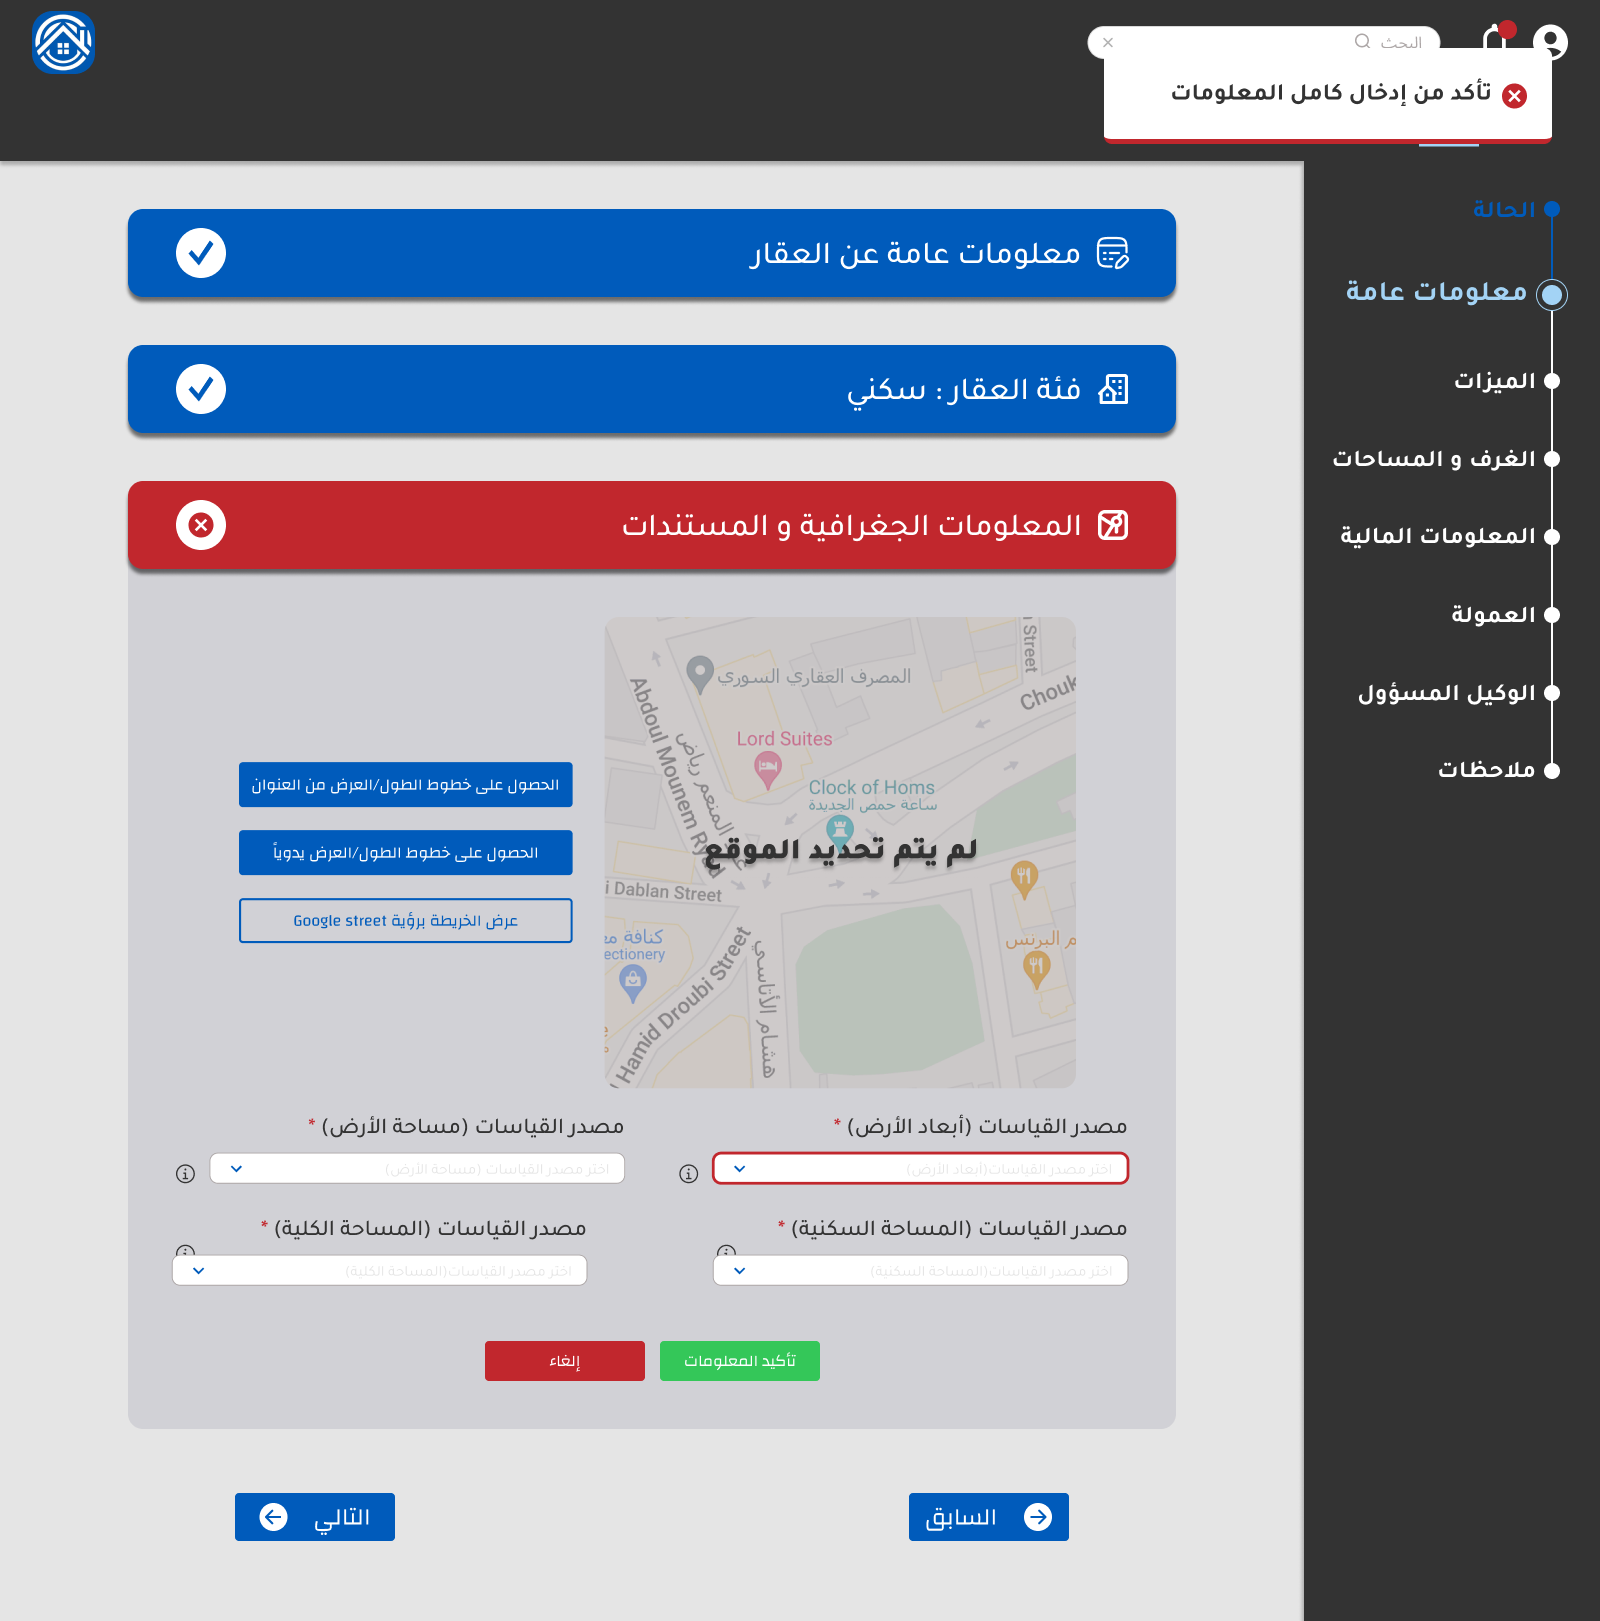 البحث
تأكد من إدخال كامل المعلومات
الحالة
معلومات عامة
الميزات
الغرف و المساحات
المعلومات المالية
العمولة
الوكيل المسؤول
ملاحظات
معلومات عامة عن العقار
فئة العقار : سكني
المعلومات الجغرافية و المستندات
المصرف العقاري السوري
Street
Chouk
Abdoul Mounem Ryad
المنعم رياض
Lord Suites
Clock of Homs
ساعة حمص الجديدة
لم يتم تحديد الموقع
i Dablan Street
كنافة مع
ectionery
م البرنس
Hamid Droubi Street
هشام الأتاسي
الحصول على خطوط الطول/العرض من العنوان
الحصول على خطوط الطول/العرض يدوياً
عرض الخريطة برؤية Google street
مصدر القياسات (أبعاد الأرض) *
اختر مصدر القياسات(أبعاد الأرض)
مصدر القياسات (مساحة الأرض) *
اختر مصدر القياسات (مساحة الأرض)
مصدر القياسات (المساحة السكنية) *
اختر مصدر القياسات(المساحة السكنية)
مصدر القياسات (المساحة الكلية) *
اختر مصدر القياسات(المساحة الكلية)
تأكيد المعلومات
إلغاء
السابق
التالي